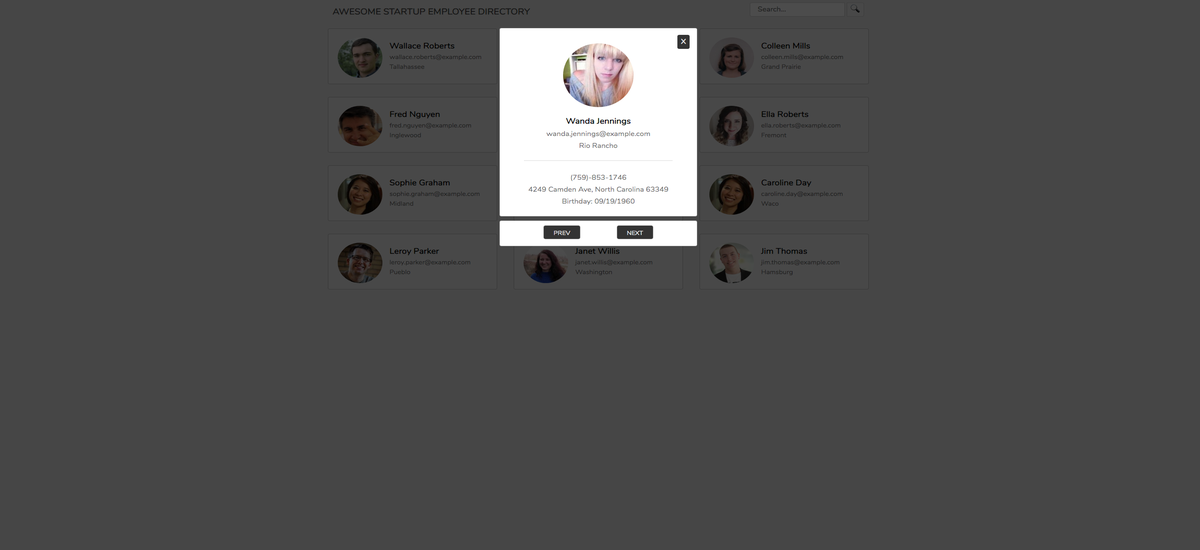 AWESOME STARTUP EMPLOYEE DIRECTORY
Search...
Wallace Roberts
wallace.roberts@example.com
Tallahassee
X
Wanda Jennings
wanda.jennings@example.com
Rio Rancho
(759)-853-1746
4249 Camden Ave, North Carolina 63349
Birthday: 09/19/1960
PREV
NEXT
Colleen Mills
colleen.mills@example.com
Grand Prairie
Fred Nguyen
fred.nguyen@example.com
Inglewood
Ella Roberts
ella.roberts@example.com
Fremont
Sophie Graham
sophie.graham@example.com
Midland
Caroline Day
caroline.day@example.com
Waco
Leroy Parker
leroy.parker@example.com
Pueblo
Janet Willis
janet.willis@example.com
Washington
Jim Thomas
jim.thomas@example.com
Harrisburg